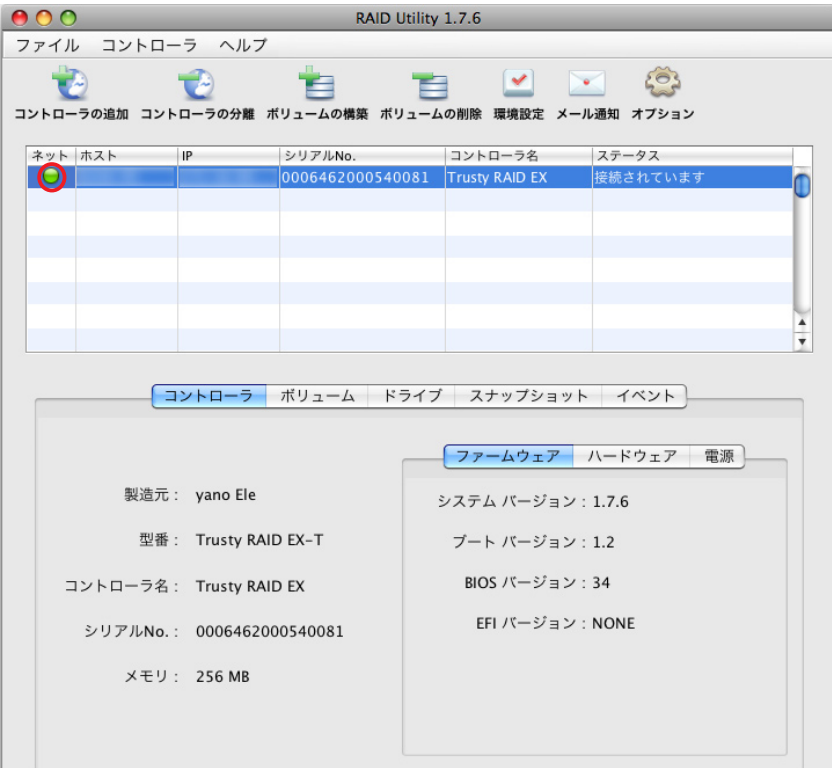 RAID Utility 1.7.6
ファイル コントローラ ヘルプ
コントローラの追加 コントローラの分離 ボリュームの構築 ボリュームの削除 環境設定 メール通知 オプション
ネット ホスト IP シリアルNo. コントローラ名 ステータス
0006462000540081 Trusty RAID EX 接続されています
コントローラ ボリューム ドライブ スナップショット イベント
ファームウェア ハードウェア 電源
製造元 : yano Ele
システム バージョン : 1.7.6
型番 : Trusty RAID EX-T
ブート バージョン : 1.2
コントローラ名 : Trusty RAID EX
BIOS バージョン : 34
シリアルNo. : 0006462000540081
EFI バージョン : NONE
メモリ : 256 MB